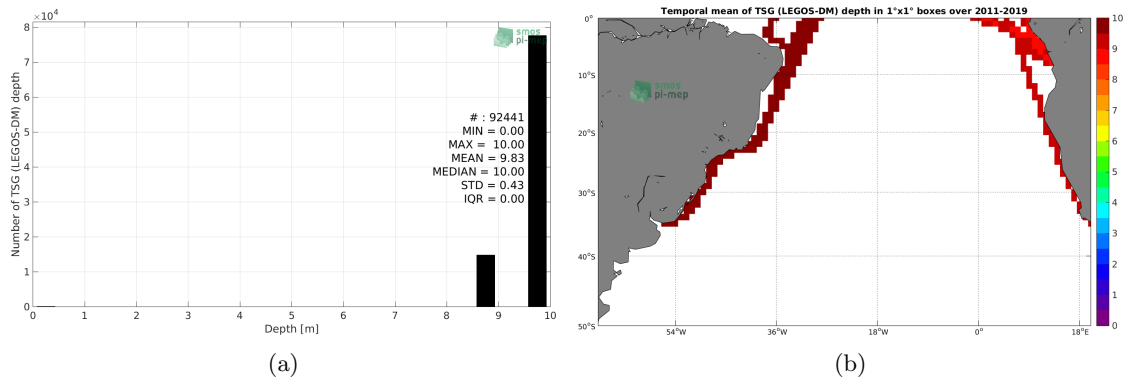 ×10⁴
8
7
6
5
4
3
2
1
0
Number of TSG (LEGOS-DM) depth
smos
pi-mep
# : 92441
MIN = 0.00
MAX = 10.00
MEAN = 9.83
MEDIAN = 10.00
STD = 0.43
IQR = 0.00
0 1 2 3 4 5 6 7 8 9 10
Depth [m]
(a)
Temporal mean of TSG (LEGOS-DM) depth in 1°x1° boxes over 2011-2019
0°S
10°S
20°S
30°S
40°S
50°S
smos
pi-mep
54°W 36°W 18°W 0° 18°E
10
9
8
7
6
5
4
3
2
1
0
(b)